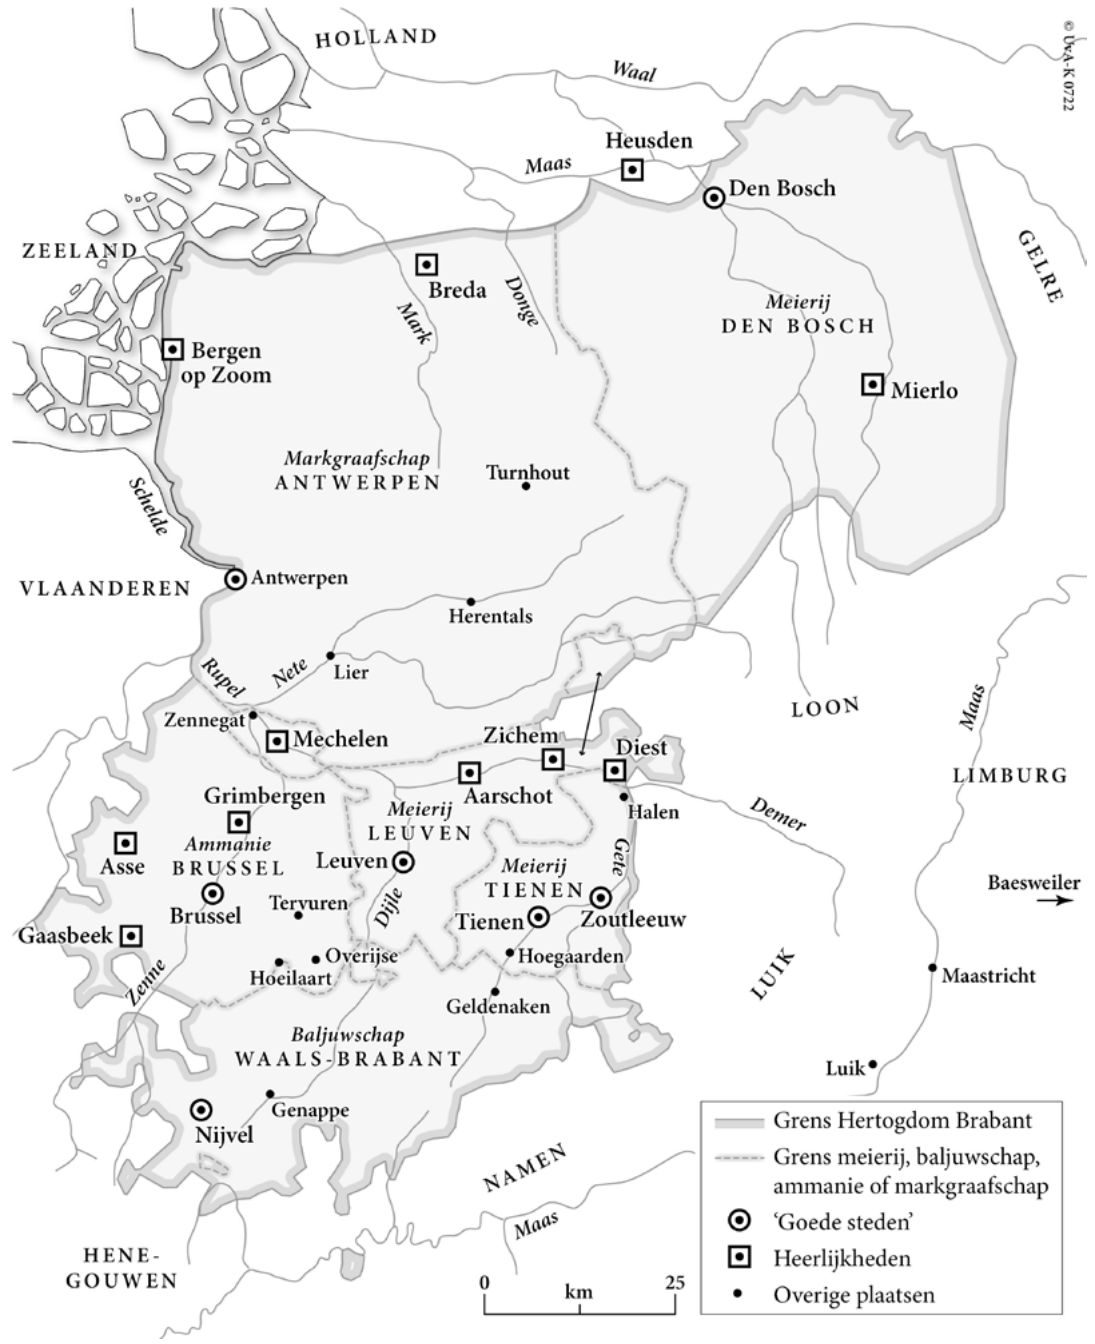 HOLLAND
© UvA-K 0722
Waal
Heusden
Maas
Den Bosch
ZEELAND
GELRE
Breda
Donge
Mark
Meierij
DEN BOSCH
Bergen
op Zoom
Mierlo
Markgraafschap
ANTWERPEN
Turnhout
Schelde
VLAANDEREN
Antwerpen
Herentals
Rupel
Nete
Lier
Maas
LOON
Zennegat
Mechelen
Zichem
Diest
LIMBURG
Grimbergen
Aarschot
Meierij
LEUVEN
Halen
Demer
Asse
Ammanie
BRUSSEL
Leuven
Gete
Meierij
TIENEN
Baesweiler
Brussel
Tervuren
Dijle
Tienen
Zoutleeuw
Gaasbeek
Overijse
Hoeilaart
Hoegaarden
Zenne
LUIK
Maastricht
Geldenaken
Baljuwschap
WAALS-BRABANT
Luik
Genappe
Nijvel
NAMEN
Maas
HENE-
GOUWEN
Grens Hertogdom Brabant
Grens meierij, baljuwschap,
ammanie of markgraafschap
‘Goede steden’
Heerlijkheden
Overige plaatsen
0 25
km